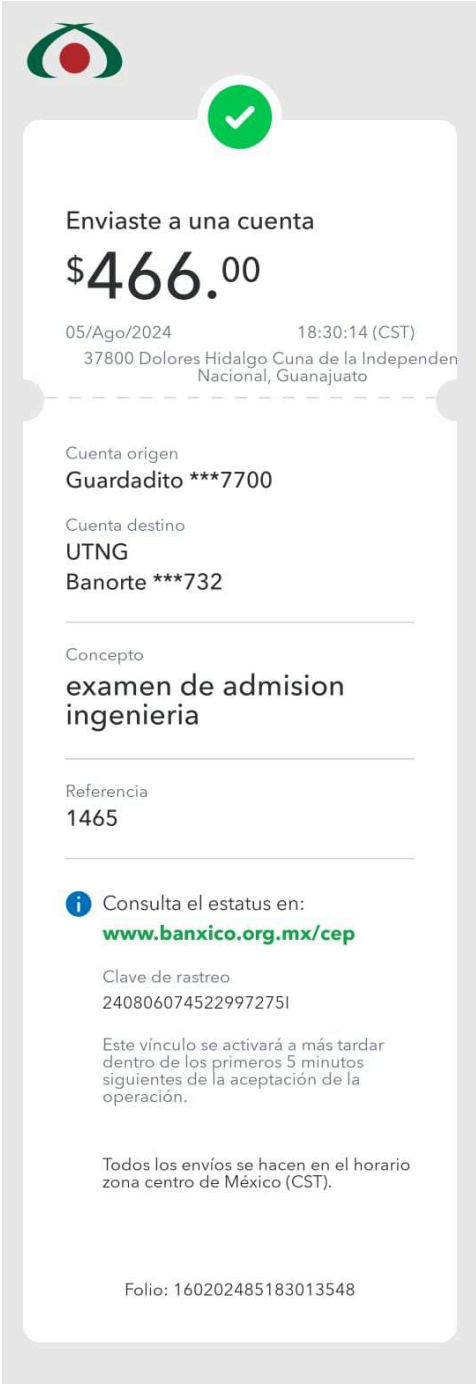 Enviaste a una cuenta
$466.00
05/Ago/2024 18:30:14 (CST)
37800 Dolores Hidalgo Cuna de la Independen
Nacional, Guanajuato
Cuenta origen
Guardadito ***7700
Cuenta destino
UTNG
Banorte ***732
Concepto
examen de admision
ingenieria
Referencia
1465
Consulta el estatus en:
www.banxico.org.mx/cep
Clave de rastreo
240806074522997275I
Este vínculo se activará a más tardar
dentro de los primeros 5 minutos
siguientes de la aceptación de la
operación.
Todos los envíos se hacen en el horario
zona centro de México (CST).
Folio: 160202485183013548